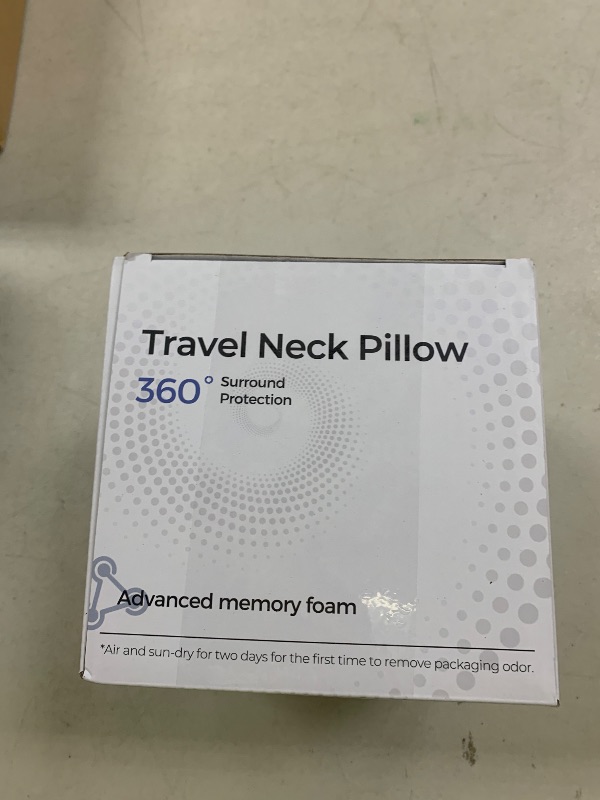 Travel Neck Pillow
360° Surround
Protection
Advanced memory foam
*Air and sun-dry for two days for the first time to remove packaging odor.